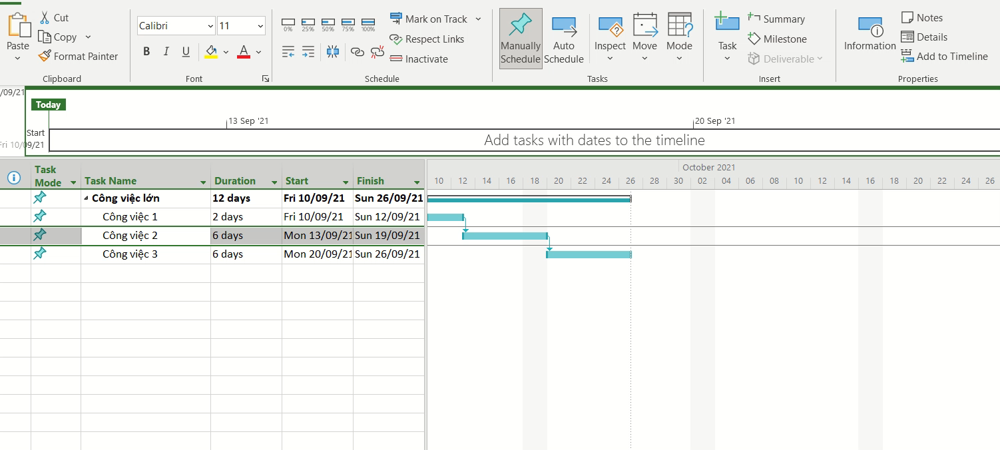 Paste
Cut
Copy
Format Painter
Clipboard
Calibri 11
B I U A
Font
0% 25% 50% 75% 100%
Mark on Track
Respect Links
Inactivate
Schedule
Manually Schedule
Auto Schedule
Inspect Move Mode
Tasks
Task
Summary
Milestone
Deliverable
Insert
Information
Notes
Details
Add to Timeline
Properties
/09/21
Today
13 Sep '21 20 Sep '21
Start
Fri 10/09/21
Add tasks with dates to the timeline
Task Mode Task Name Duration Start Finish
October 2021
10 12 14 16 18 20 22 24 26 28 30 02 04 06 08 10 12 14 16 18 20 22 24 26
Công việc lớn 12 days Fri 10/09/21 Sun 26/09/21
Công việc 1 2 days Fri 10/09/21 Sun 12/09/21
Công việc 2 6 days Mon 13/09/21 Sun 19/09/21
Công việc 3 6 days Mon 20/09/21 Sun 26/09/21